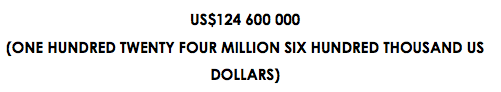 US$124 600 000
(ONE HUNDRED TWENTY FOUR MILLION SIX HUNDRED THOUSAND US
DOLLARS)